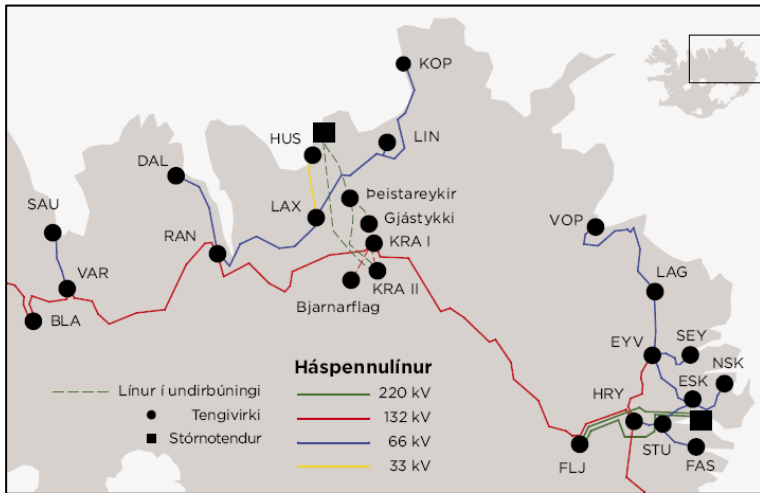 KOP
HUS
LIN
DAL
Þeistareykir
SAU
LAX
Gjástykki
VOP
RAN
KRA I
VAR
KRA II
LAG
Bjarnarflag
BLA
EYV
SEY
NSK
Háspennulínur
ESK
Línur í undirbúningi
220 kV
HRY
Tengivirki
132 kV
Stórnotendur
66 kV
STU
FLJ
FAS
33 kV